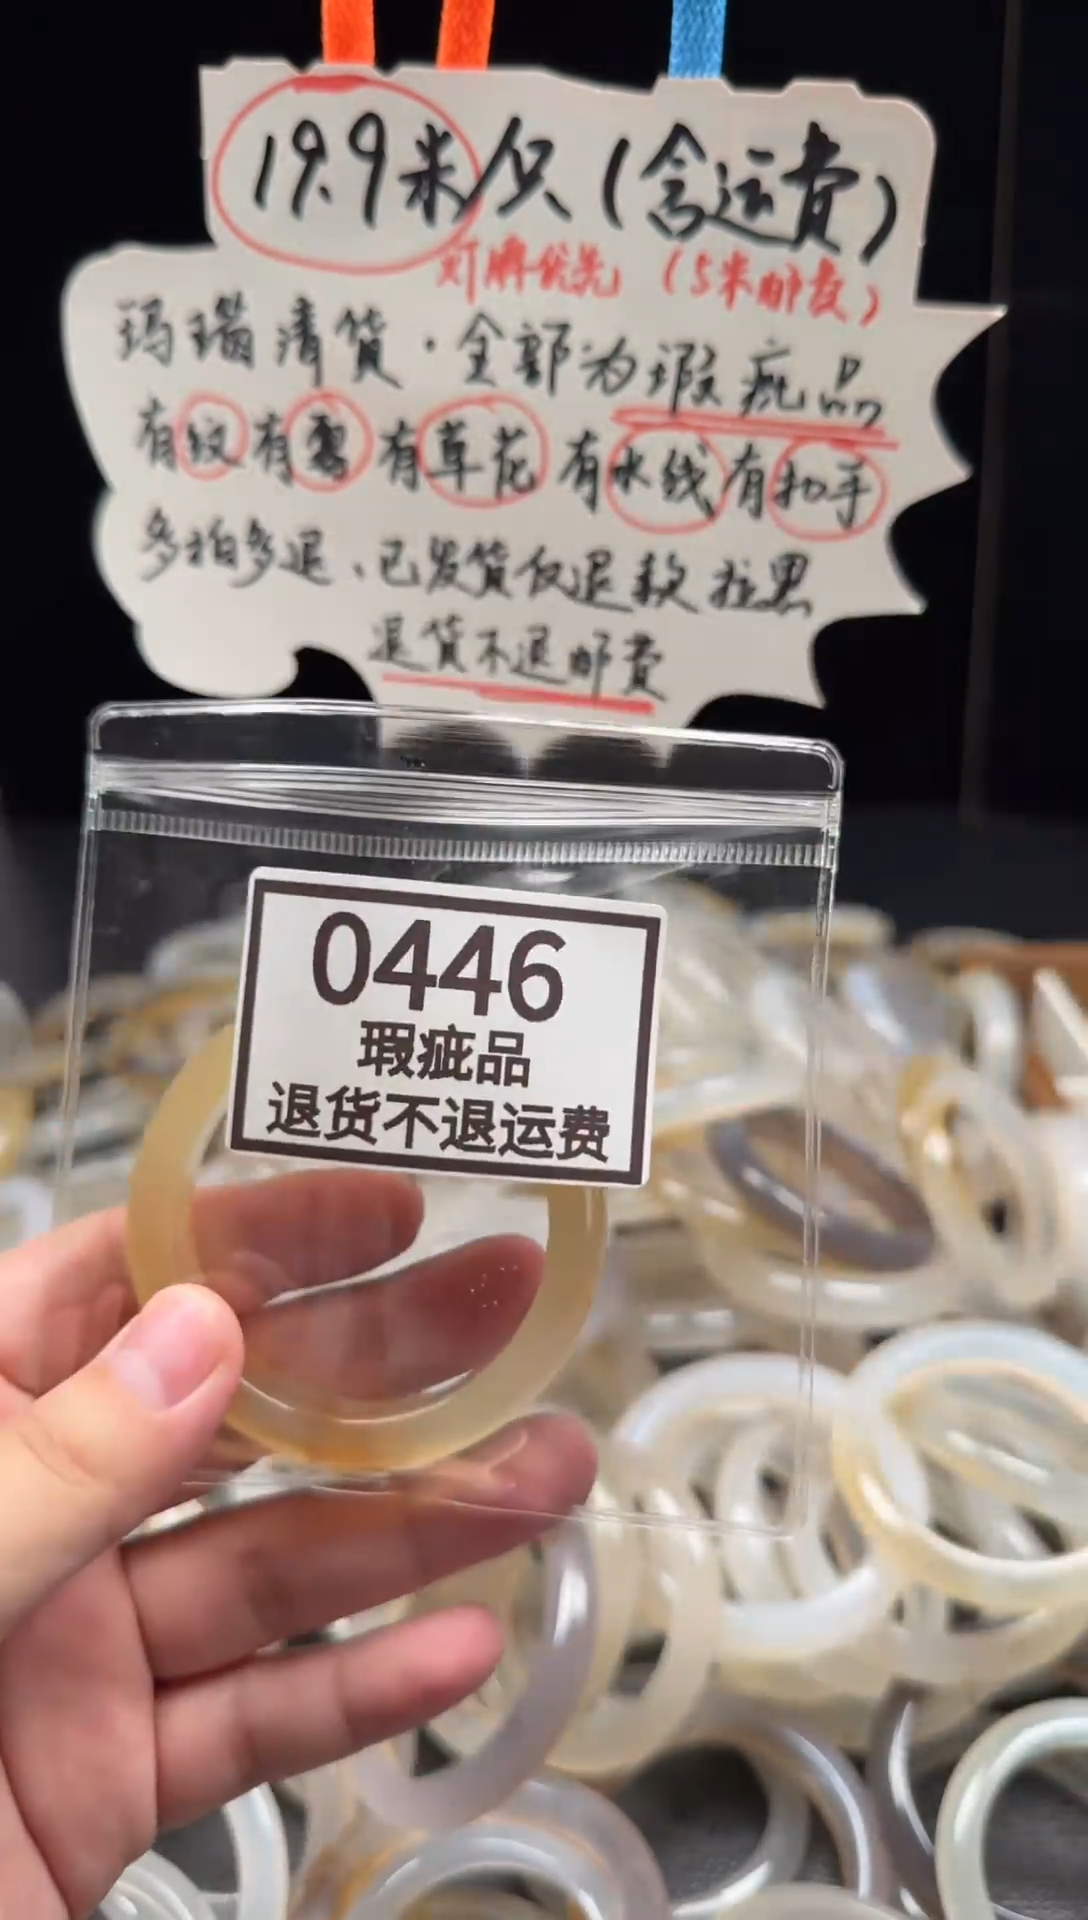 19.9米/只（含运费）
灯牌优先（5米邮费）
玛瑙清货·全部为瑕疵品
有纹有雾有草花有水线有扣手
多拍多退、已发货仅退款拉黑
退货不退邮费
0446
瑕疵品
退货不退运费